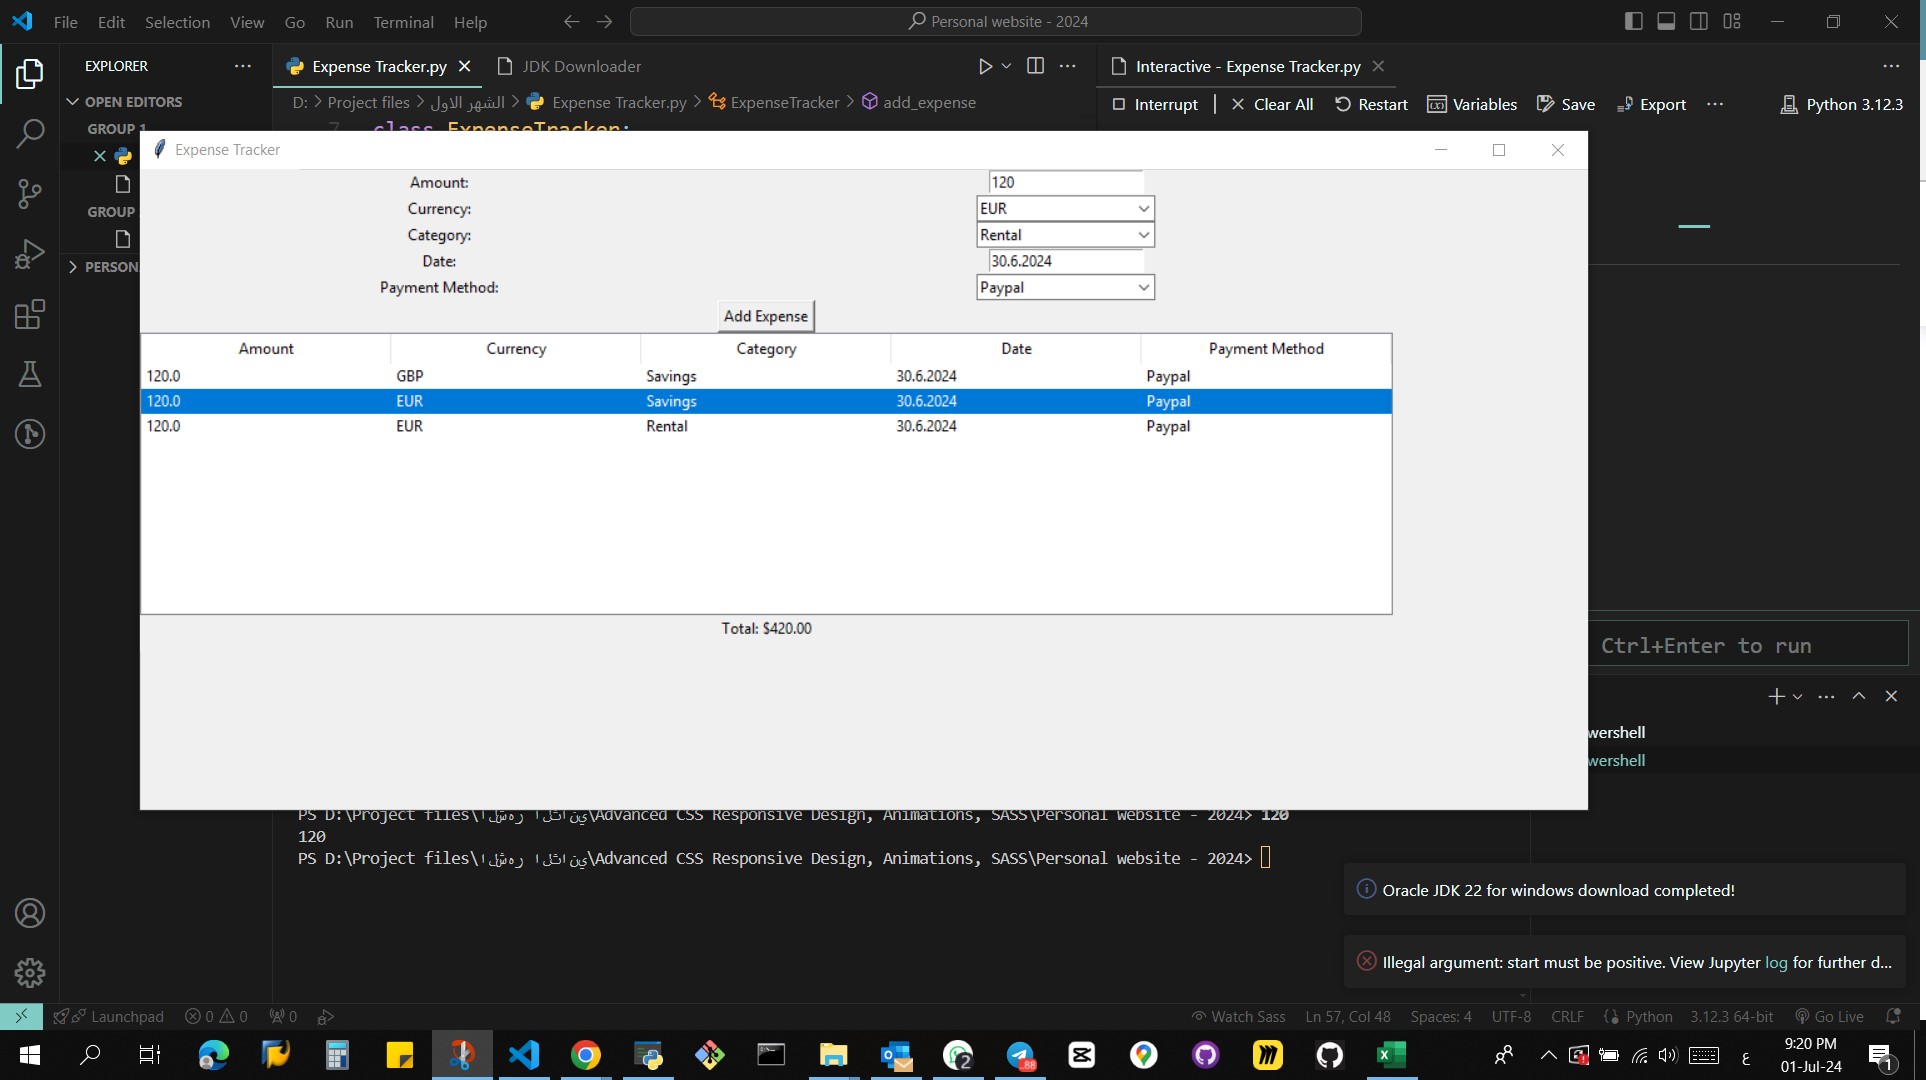 File Edit Selection View Go Run Terminal Help
Personal website - 2024
EXPLORER
Expense Tracker.py
JDK Downloader
Interactive - Expense Tracker.py
OPEN EDITORS
D: > Project files > الشهر الاول > Expense Tracker.py > ExpenseTracker > add_expense
Interrupt | Clear All Restart Variables Save Export ... Python 3.12.3
GROUP 1
7 class ExpenseTracker:
Expense Tracker
Amount: 120
GROUP
Currency: EUR
Category: Rental
Date: 30.6.2024
PERSON
Payment Method: Paypal
Add Expense
Amount Currency Category Date Payment Method
120.0 GBP Savings 30.6.2024 Paypal
120.0 EUR Savings 30.6.2024 Paypal
120.0 EUR Rental 30.6.2024 Paypal
Total: $420.00
Ctrl+Enter to run
wershell
wershell
PS D:\Project files\الشهر الثاني\Advanced CSS Responsive Design, Animations, SASS\Personal website - 2024> 120
120
PS D:\Project files\الشهر الثاني\Advanced CSS Responsive Design, Animations, SASS\Personal website - 2024>
Oracle JDK 22 for windows download completed!
Illegal argument: start must be positive. View Jupyter log for further d...
Launchpad 0 0 0
Watch Sass Ln 57, Col 48 Spaces: 4 UTF-8 CRLF Python 3.12.3 64-bit Go Live
2
88
ع
9:20 PM
01-Jul-24
1